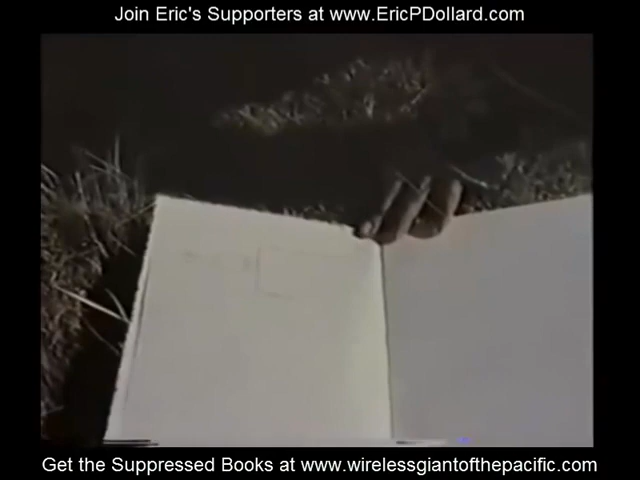 Join Eric's Supporters at www.EricPDollard.com
Get the Suppressed Books at www.wirelessgiantofthepacific.com